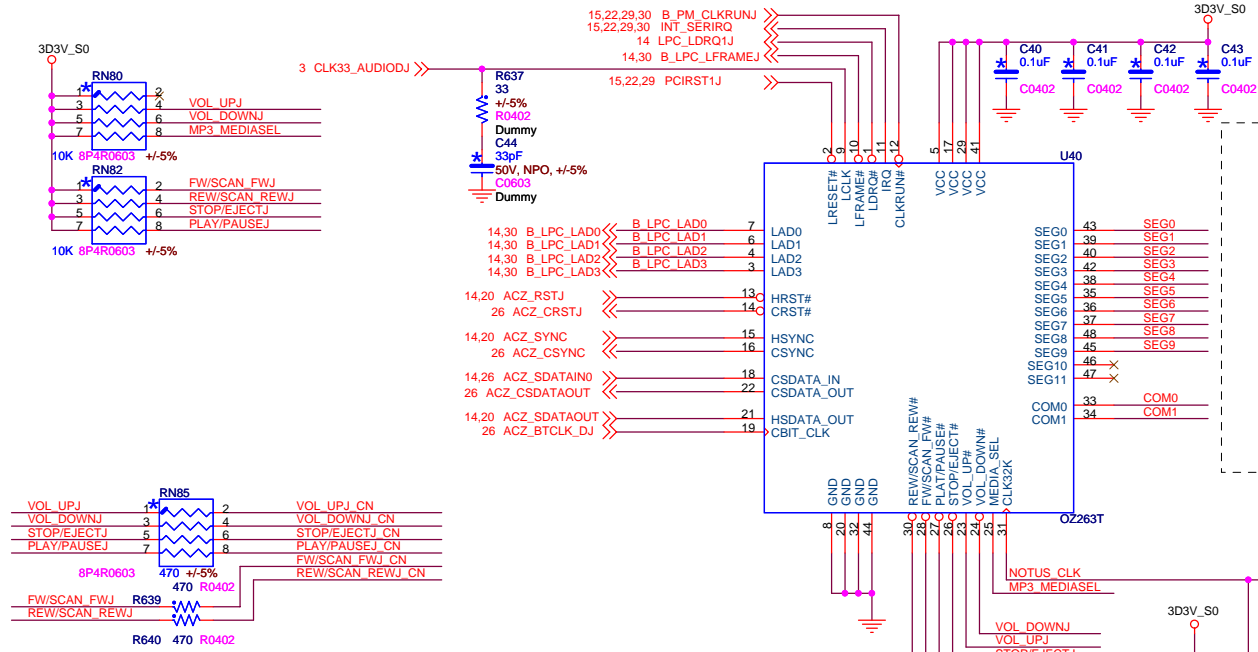 15,22,29,30 B_PM_CLKRUNJ
15,22,29,30 INT_SERIRQ
14 LPC_LDRQ1J
14,30 B_LPC_LFRAMEJ
3 CLK33_AUDIODJ
15,22,29 PCIRST1J
3D3V_S0
RN80
1 2
3 4 VOL_UPJ
5 6 VOL_DOWNJ
7 8 MP3_MEDIASEL
10K 8P4R0603 +/-5%
RN82
1 2 FW/SCAN_FWJ
3 4 REW/SCAN_REWJ
5 6 STOP/EJECTJ
7 8 PLAY/PAUSEJ
10K 8P4R0603 +/-5%
R637
33
+/-5%
R0402
Dummy
C44
33pF
50V, NPO, +/-5%
C0603
Dummy
3D3V_S0
C40
0.1uF
C0402
C41
0.1uF
C0402
C42
0.1uF
C0402
C43
0.1uF
C0402
U40
2 LRESET#
9 LCLK
10 LFRAME#
1 LDRQ#
11 IRQ
12 CLKRUN#
5 VCC
17 VCC
29 VCC
41 VCC
14,30 B_LPC_LAD0 B_LPC_LAD0 7 LAD0
14,30 B_LPC_LAD1 B_LPC_LAD1 6 LAD1
14,30 B_LPC_LAD2 B_LPC_LAD2 4 LAD2
14,30 B_LPC_LAD3 B_LPC_LAD3 3 LAD3
14,20 ACZ_RSTJ 13 HRST#
26 ACZ_CRSTJ 14 CRST#
14,20 ACZ_SYNC 15 HSYNC
26 ACZ_CSYNC 16 CSYNC
14,26 ACZ_SDATAIN0 18 CSDATA_IN
26 ACZ_CSDATAOUT 22 CSDATA_OUT
14,20 ACZ_SDATAOUT 21 HSDATA_OUT
26 ACZ_BTCLK_DJ 19 CBIT_CLK
SEG0 43 SEG0
SEG1 39 SEG1
SEG2 40 SEG2
SEG3 42 SEG3
SEG4 38 SEG4
SEG5 35 SEG5
SEG6 36 SEG6
SEG7 37 SEG7
SEG8 48 SEG8
SEG9 45 SEG9
SEG10 46
SEG11 47
COM0 33 COM0
COM1 34 COM1
GND 8
GND 20
GND 32
GND 44
REW/SCAN_REW# 30
FW/SCAN_FW# 28
PLAT/PAUSE# 27
STOP/EJECT# 26
VOL_UP# 23
VOL_DOWN# 24
MEDIA_SEL 25
CLK32K 31
OZ263T
RN85
VOL_UPJ 1 2 VOL_UPJ_CN
VOL_DOWNJ 3 4 VOL_DOWNJ_CN
STOP/EJECTJ 5 6 STOP/EJECTJ_CN
PLAY/PAUSEJ 7 8 PLAY/PAUSEJ_CN
FW/SCAN_FWJ_CN
8P4R0603 470 +/-5%
REW/SCAN_REWJ_CN
470 R0402
FW/SCAN_FWJ R639
REW/SCAN_REWJ
R640 470 R0402
NOTUS_CLK
MP3_MEDIASEL
3D3V_S0
VOL_DOWNJ
VOL_UPJ
STOP/EJECTJ